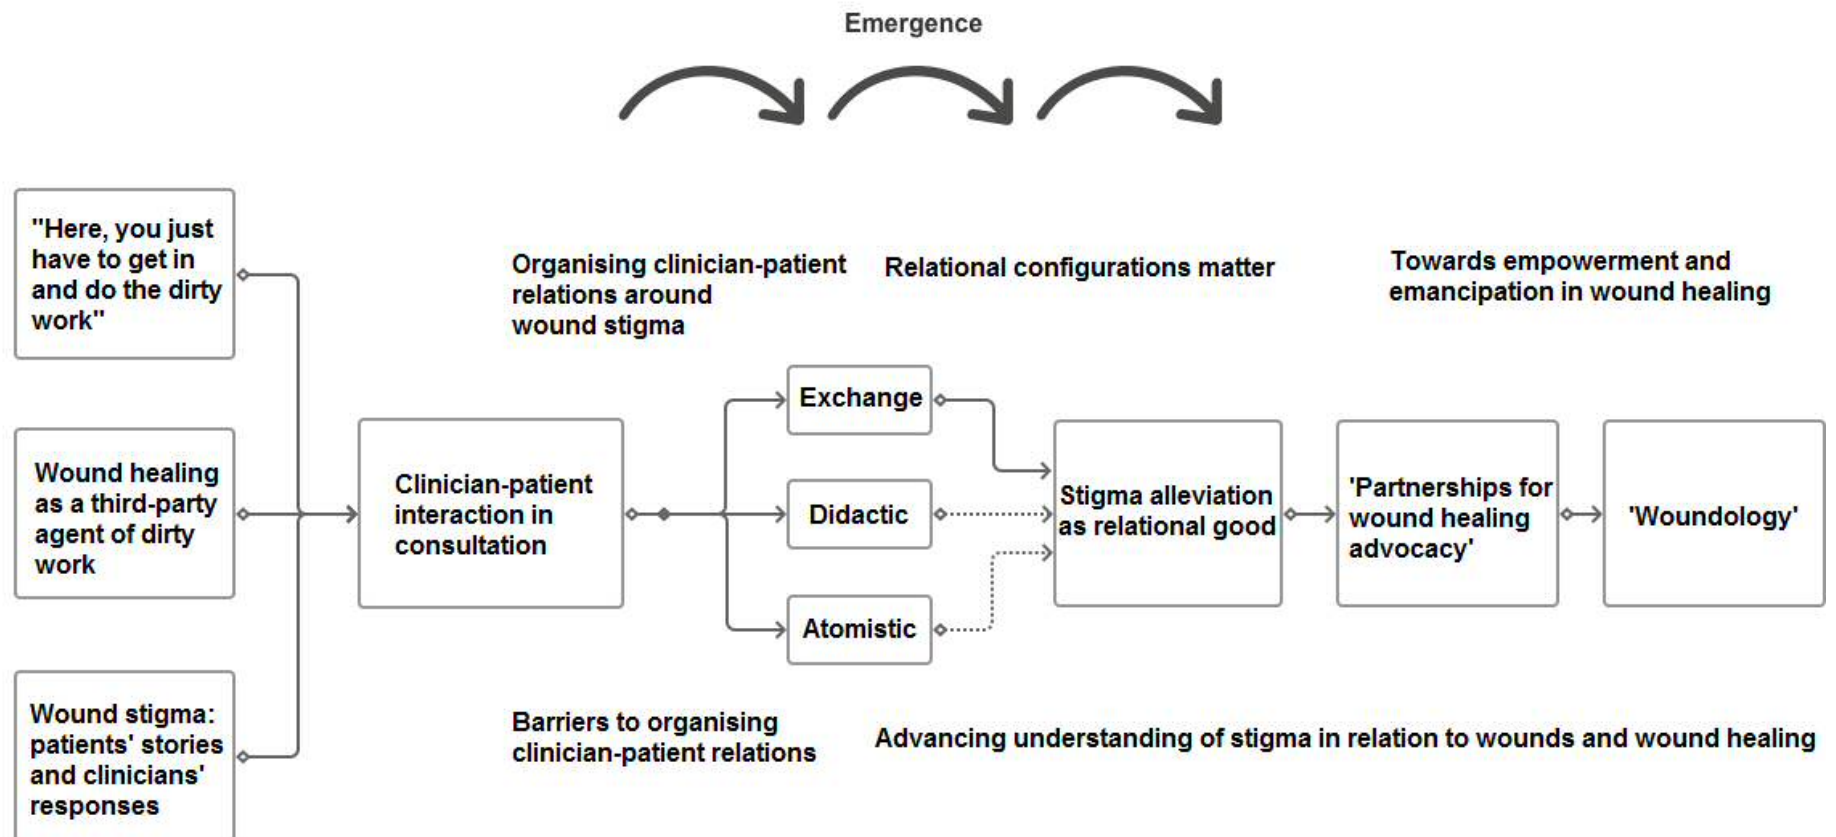 Emergence
"Here, you just
have to get in
and do the dirty
work"
Wound healing
as a third-party
agent of dirty
work
Wound stigma:
patients' stories
and clinicians'
responses
Clinician-patient
interaction in
consultation
Organising clinician-patient
relations around
wound stigma
Relational configurations matter
Towards empowerment and
emancipation in wound healing
Exchange
Didactic
Atomistic
Stigma alleviation
as relational good
'Partnerships for
wound healing
advocacy'
'Woundology'
Barriers to organising
clinician-patient relations
Advancing understanding of stigma in relation to wounds and wound healing